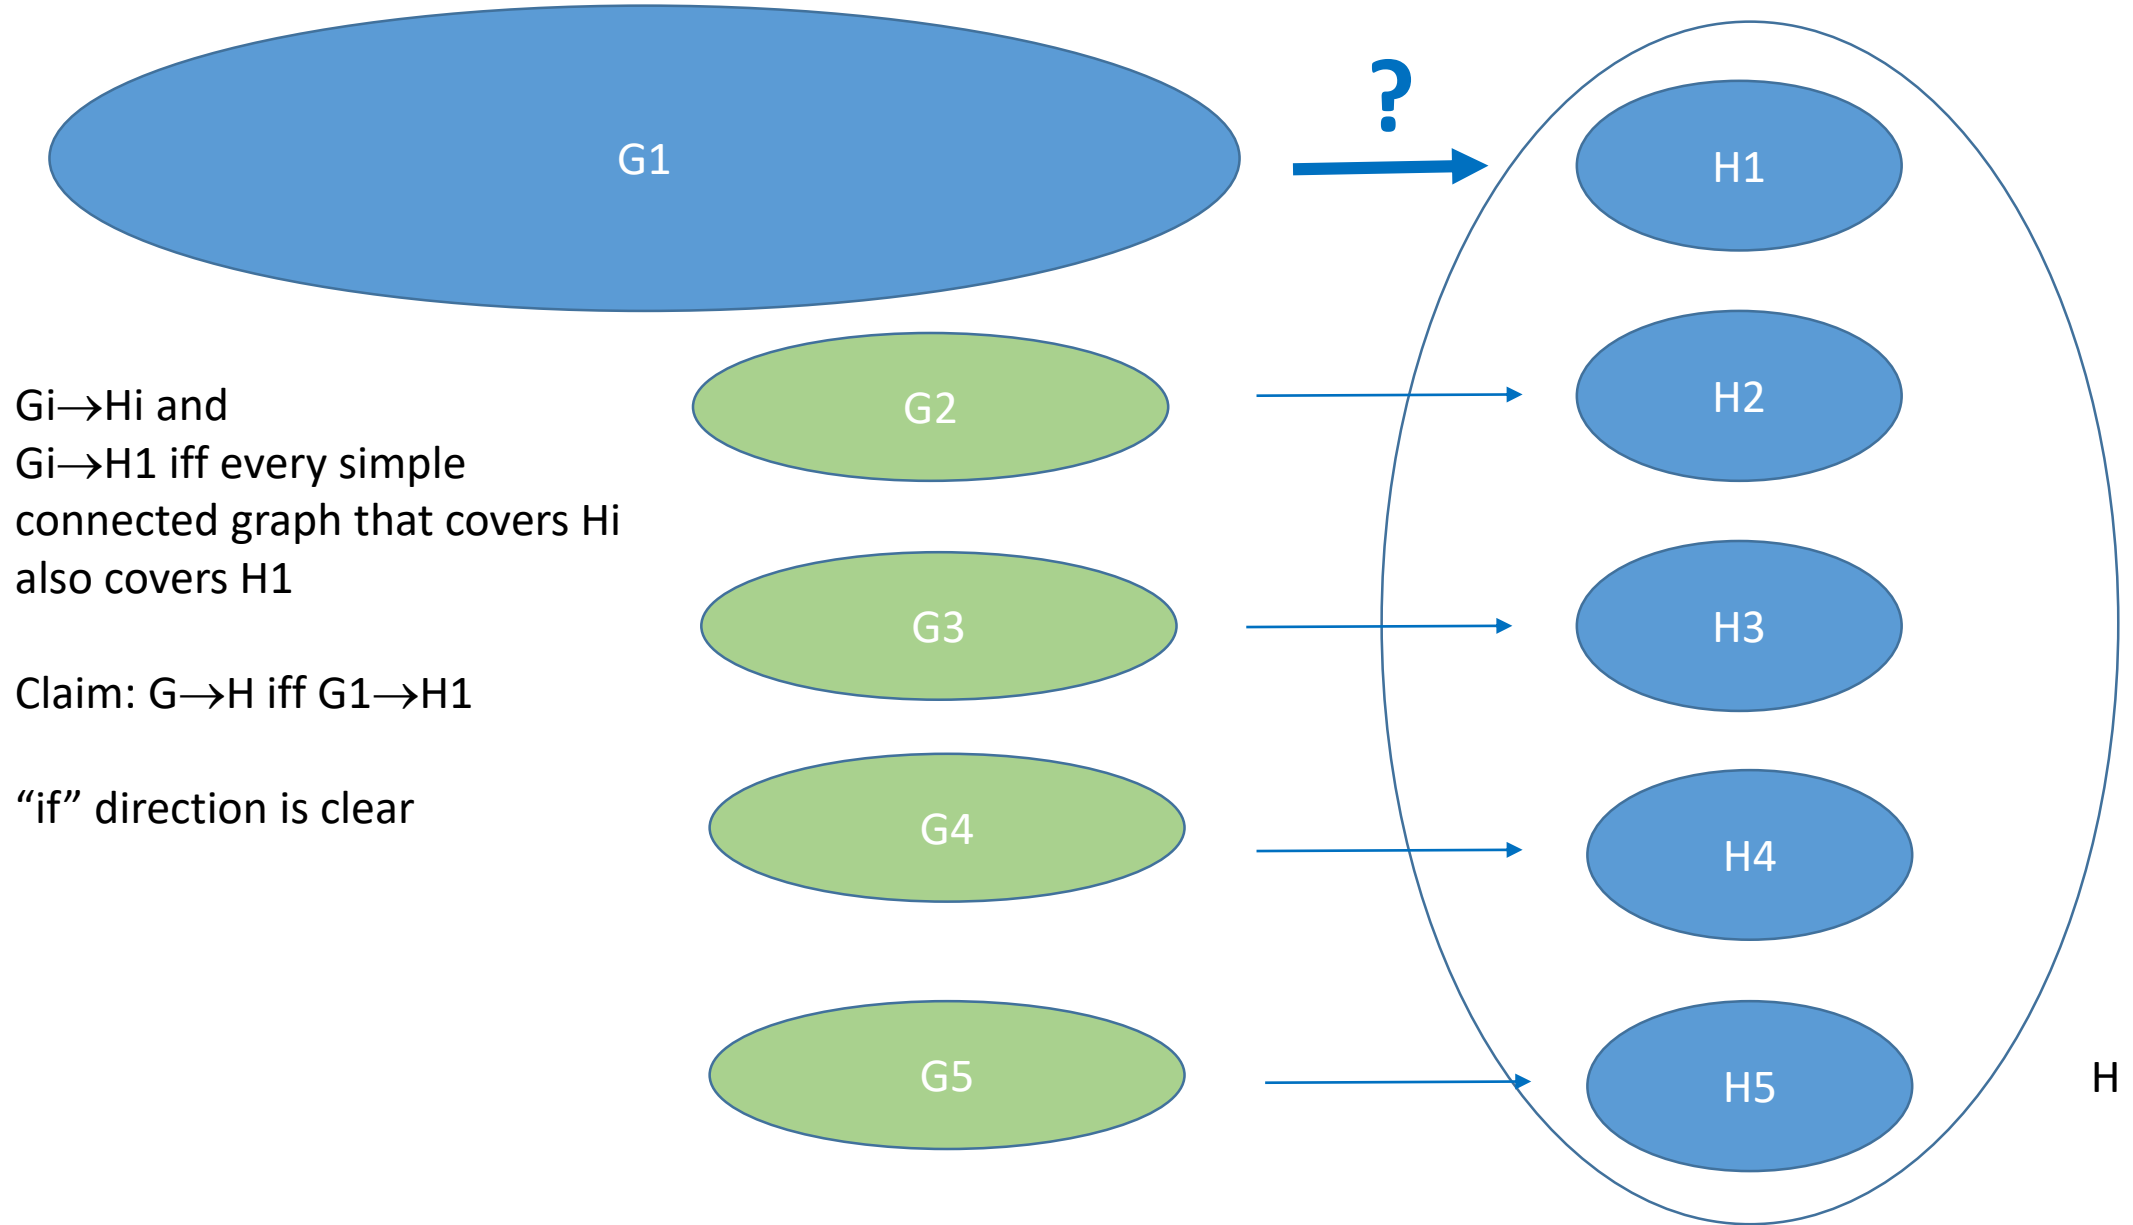 G1
?
H1
G2
H2
Gi→Hi and
Gi→H1 iff every simple
connected graph that covers Hi
also covers H1
G3
H3
Claim: G→H iff G1→H1
“if” direction is clear
G4
H4
G5
H5
H